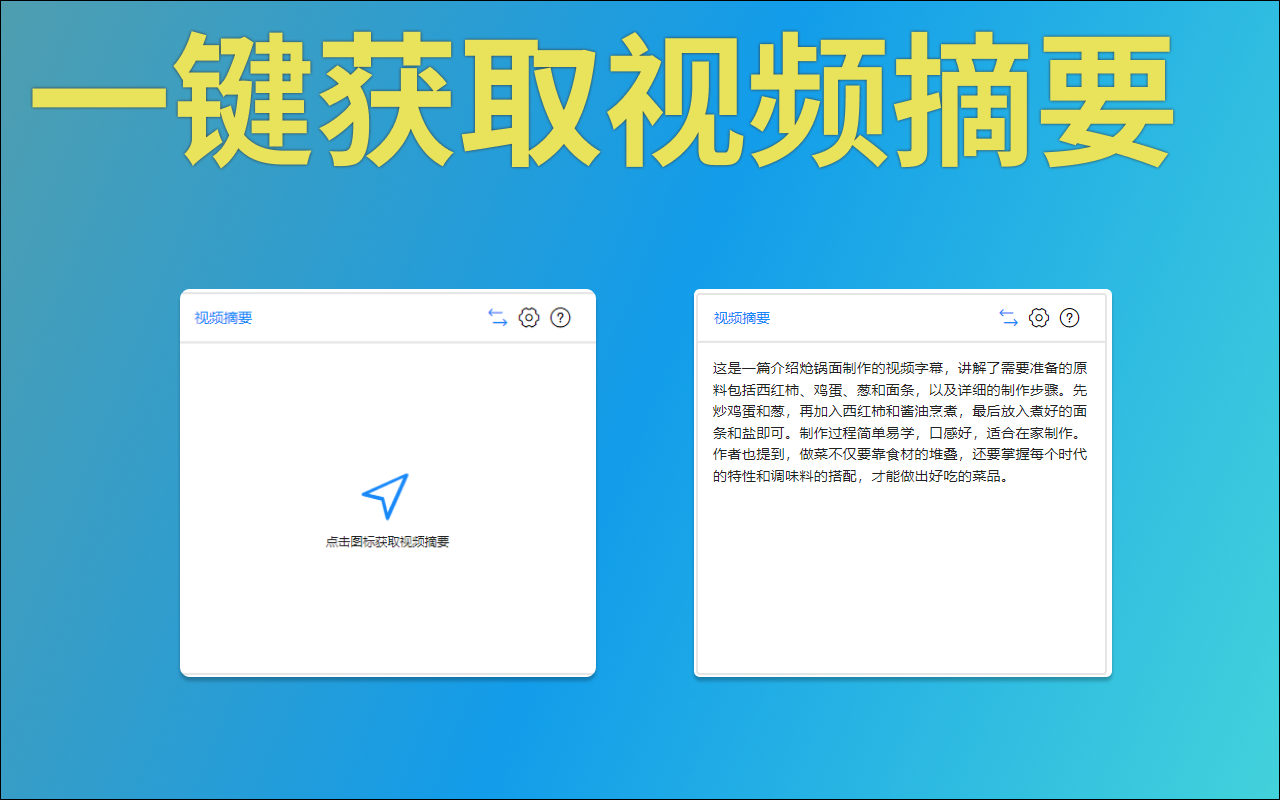 一键获取视频摘要
视频摘要
点击图标获取视频摘要
视频摘要
这是一篇介绍炝锅面制作的视频字幕，讲解了需要准备的原
料包括西红柿、鸡蛋、葱和面条，以及详细的制作步骤。先
炒鸡蛋和葱，再加入西红柿和酱油烹煮，最后放入煮好的面
条和盐即可。制作过程简单易学，口感好，适合在家制作。
作者也提到，做菜不仅要靠食材的堆叠，还要掌握每个时代
的特性和调味料的搭配，才能做出好吃的菜品。